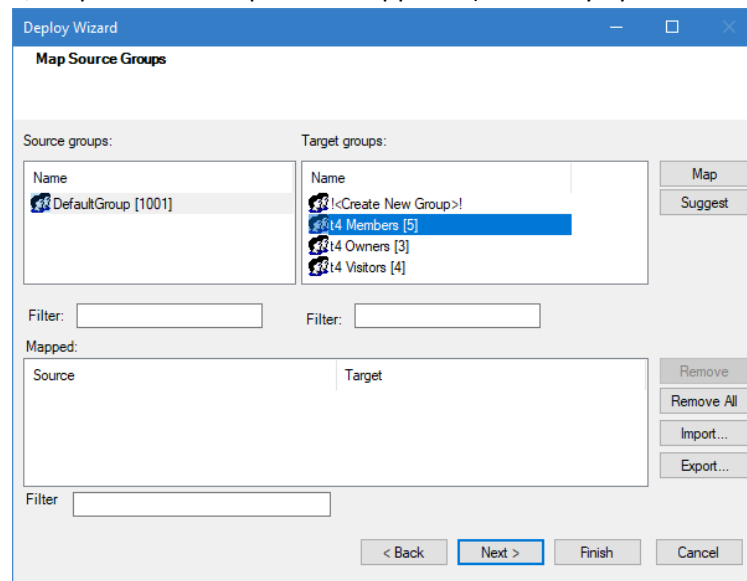 Deploy Wizard
Map Source Groups
Source groups:
Target groups:
Name
DefaultGroup [1001]
Name
!<Create New Group>!
t4 Members [5]
t4 Owners [3]
t4 Visitors [4]
Map
Suggest
Filter:
Filter:
Mapped:
Source Target
Remove
Remove All
Import...
Export...
Filter
< Back Next > Finish Cancel